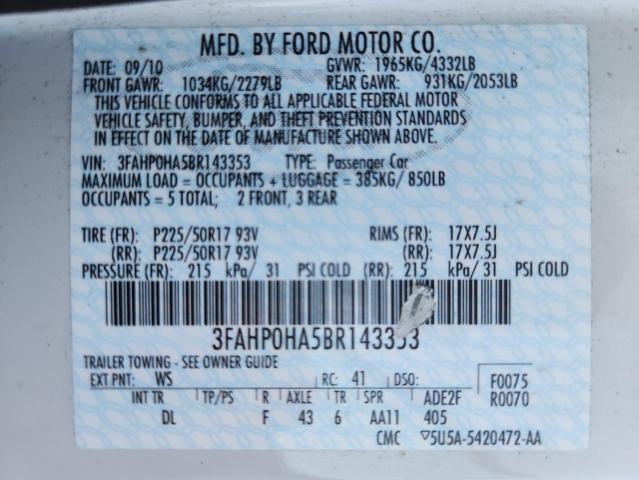 MFD. BY FORD MOTOR CO.
DATE: 09/10 GVWR: 1965KG/4332LB
FRONT GAWR: 1034KG/2279LB REAR GAWR: 931KG/2053LB
THIS VEHICLE CONFORMS TO ALL APPLICABLE FEDERAL MOTOR
VEHICLE SAFETY, BUMPER, AND THEFT PREVENTION STANDARDS
IN EFFECT ON THE DATE OF MANUFACTURE SHOWN ABOVE.
VIN: 3FAHP0HA5BR143353 TYPE: Passenger Car
MAXIMUM LOAD = OCCUPANTS + LUGGAGE = 385KG/ 850LB
OCCUPANTS = 5 TOTAL; 2 FRONT, 3 REAR
TIRE (FR): P225/50R17 93V RIMS (FR): 17X7.5J
(RR): P225/50R17 93V (RR): 17X7.5J
PRESSURE (FR): 215 kPa/ 31 PSI COLD (RR): 215 kPa/ 31 PSI COLD
3FAHP0HA5BR143353
TRAILER TOWING - SEE OWNER GUIDE
EXT PNT: WS RC: 41 DSO: F0075
INT TR TP/PS R AXLE TR SPR ADE2F R0070
DL F 43 6 AA11 405
CMC ▽5U5A-5420472-AA